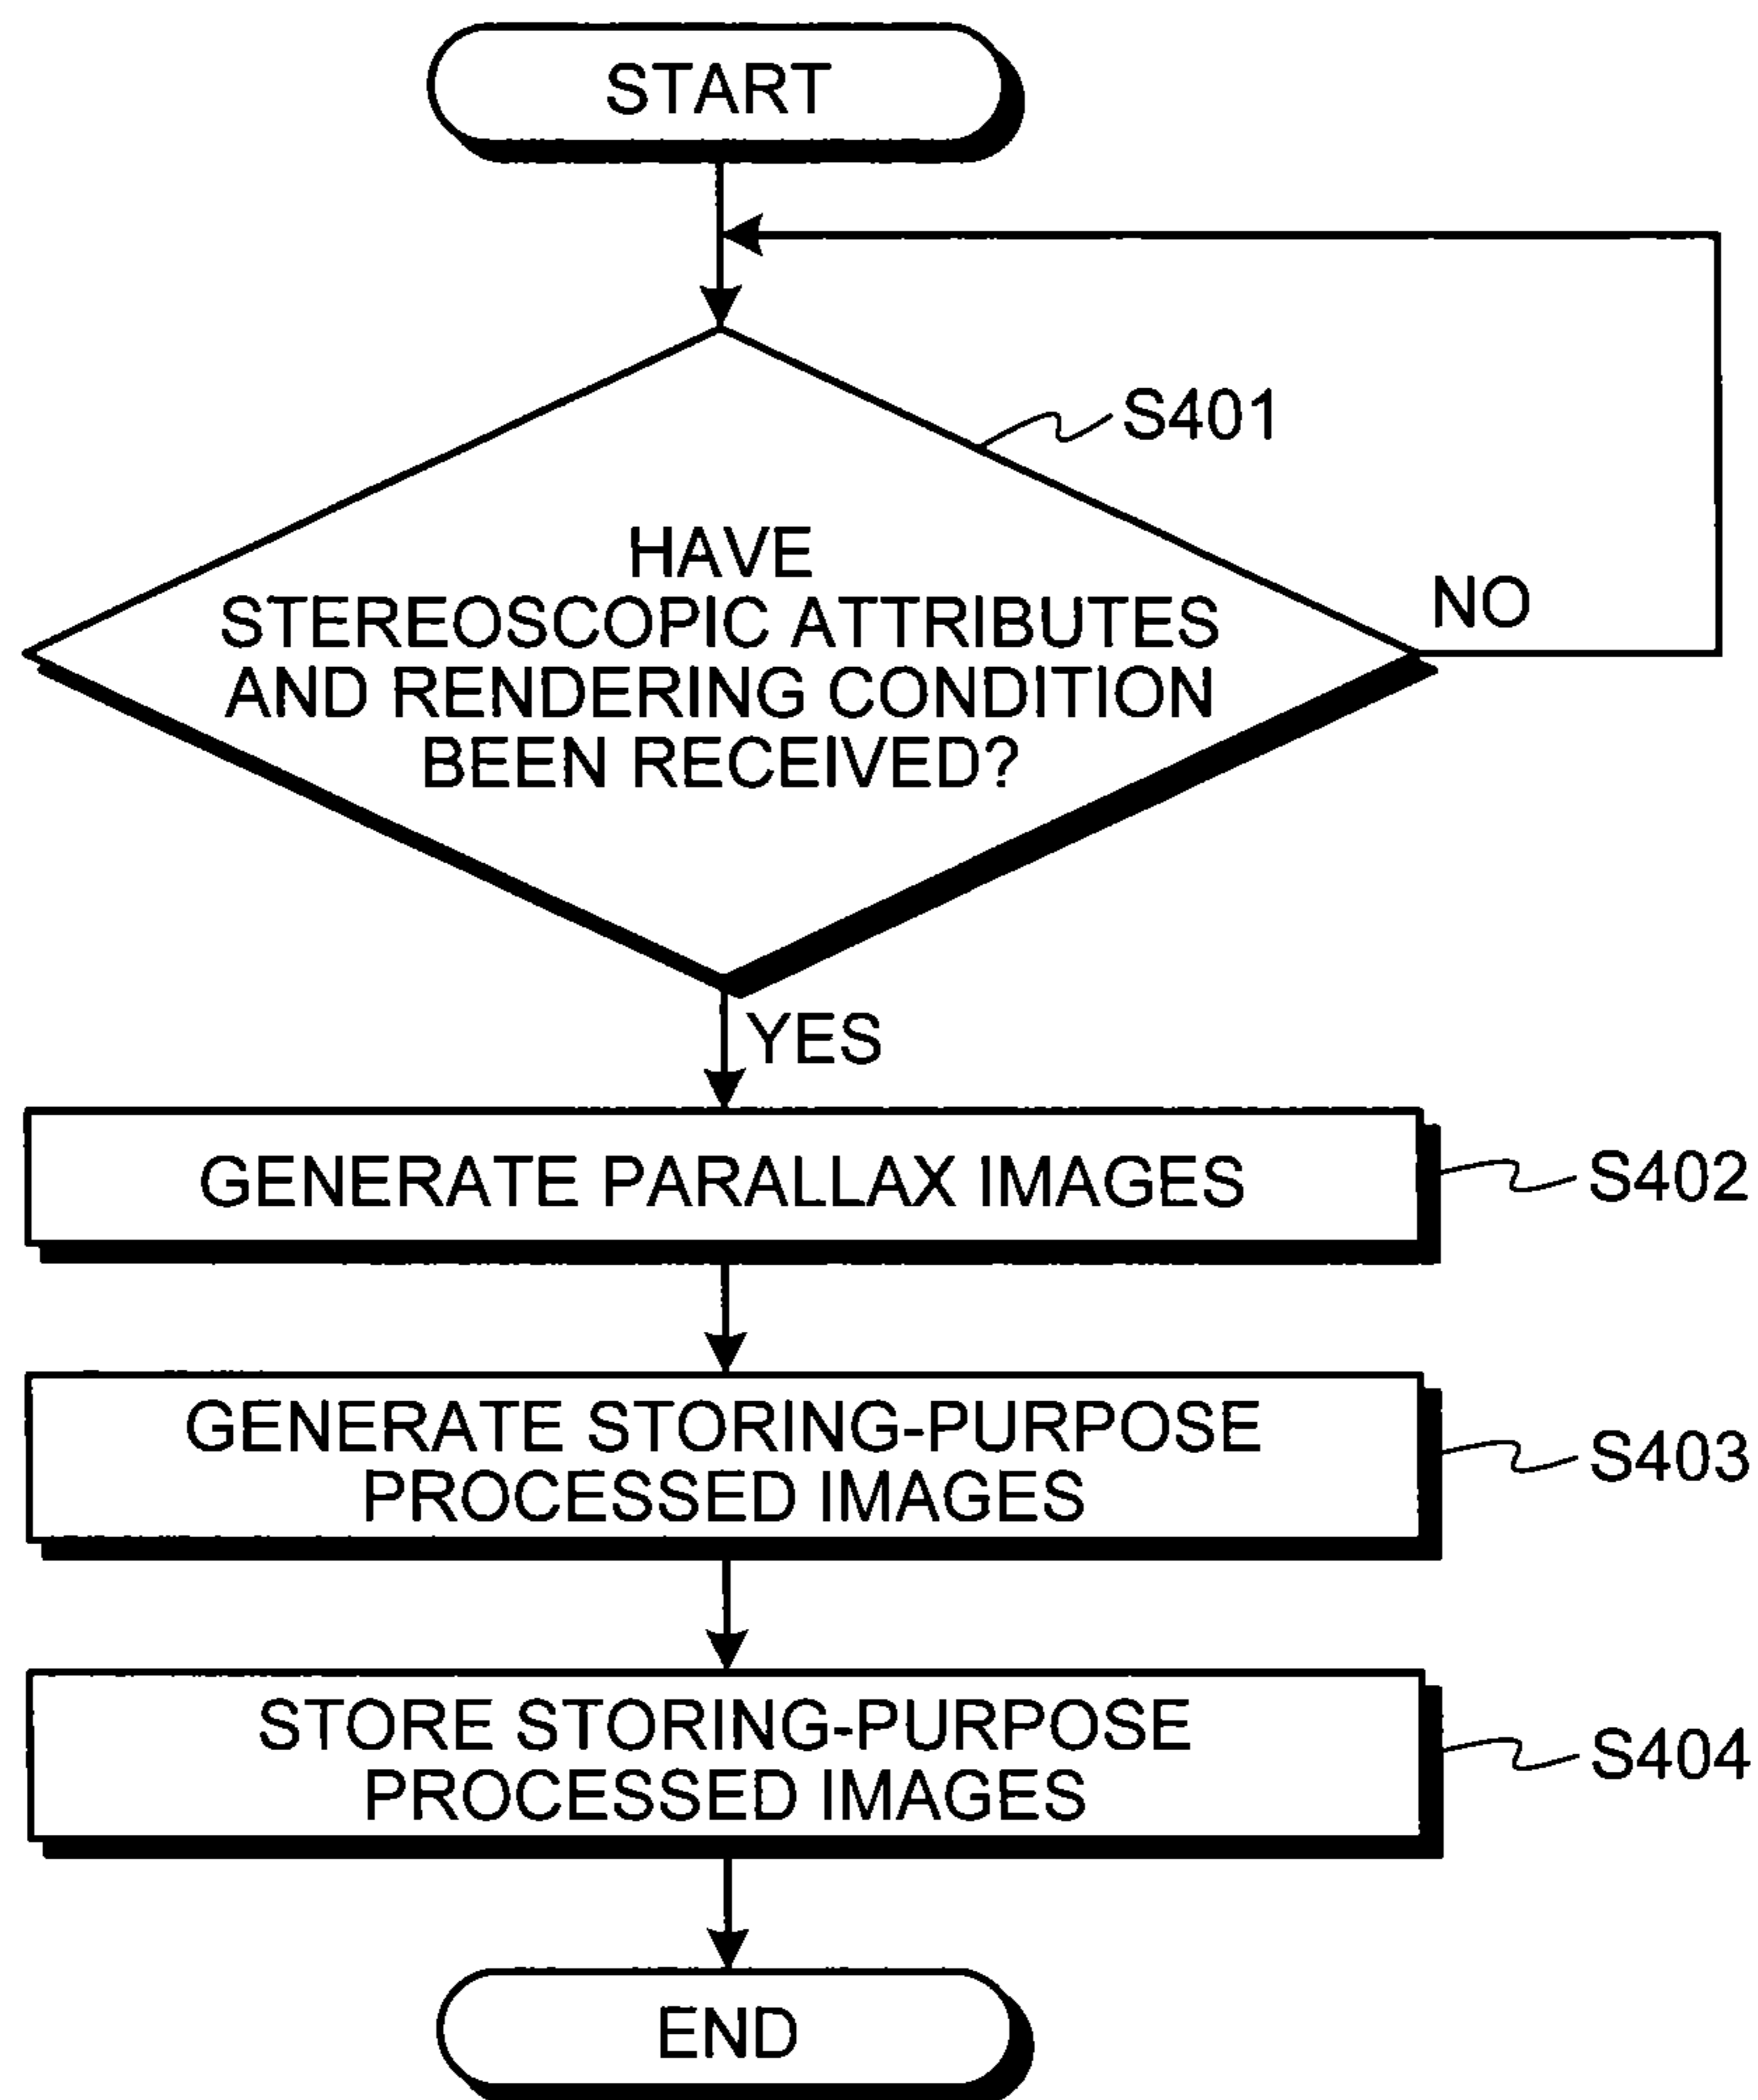 START
S401
HAVE
STEREOSCOPIC ATTRIBUTES
AND RENDERING CONDITION
BEEN RECEIVED?
NO
YES
GENERATE PARALLAX IMAGES
S402
GENERATE STORING-PURPOSE
PROCESSED IMAGES
S403
STORE STORING-PURPOSE
PROCESSED IMAGES
S404
END